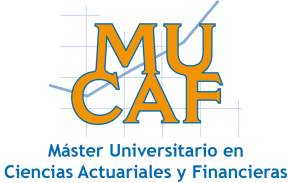 MU
CAF
Máster Universitario en
Ciencias Actuariales y Financieras